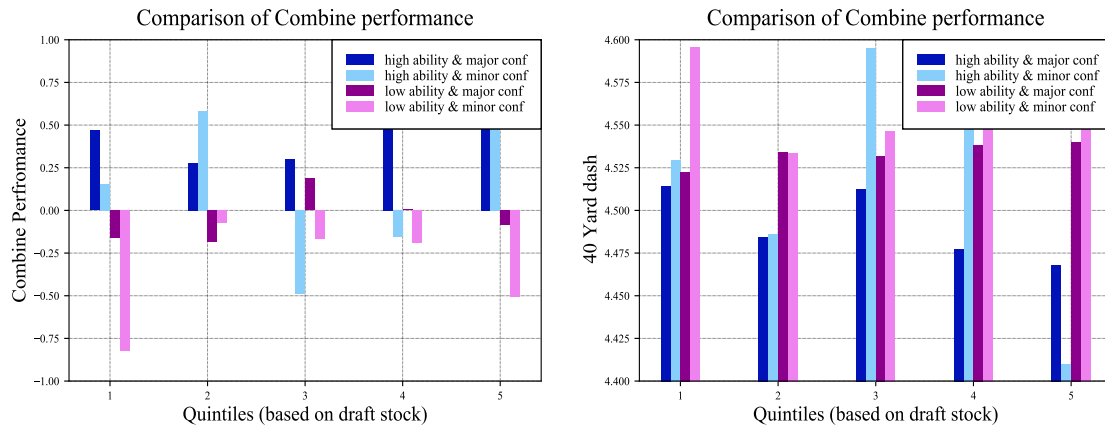 Comparison of Combine performance
1.00
0.75
0.50
0.25
0.00
−0.25
−0.50
−0.75
−1.00
Combine Perfromance
high ability & major conf
high ability & minor conf
low ability & major conf
low ability & minor conf
1 2 3 4 5
Quintiles (based on draft stock)
Comparison of Combine performance
4.600
4.575
4.550
4.525
4.500
4.475
4.450
4.425
4.400
40 Yard dash
high ability & major conf
high ability & minor conf
low ability & major conf
low ability & minor conf
1 2 3 4 5
Quintiles (based on draft stock)